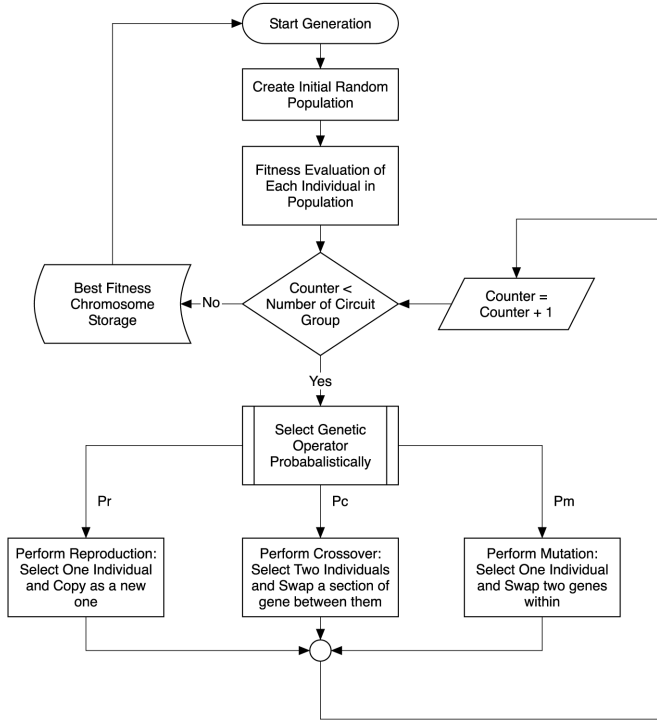 Start Generation
Create Initial Random
Population
Fitness Evaluation of
Each Individual in
Population
Best Fitness
Chromosome
Storage
No
Counter <
Number of Circuit
Group
Counter =
Counter + 1
Yes
Select Genetic
Operator
Probabalistically
Pr
Pc
Pm
Perform Reproduction:
Select One Individual
and Copy as a new
one
Perform Crossover:
Select Two Individuals
and Swap a section of
gene between them
Perform Mutation:
Select One Individual
and Swap two genes
within